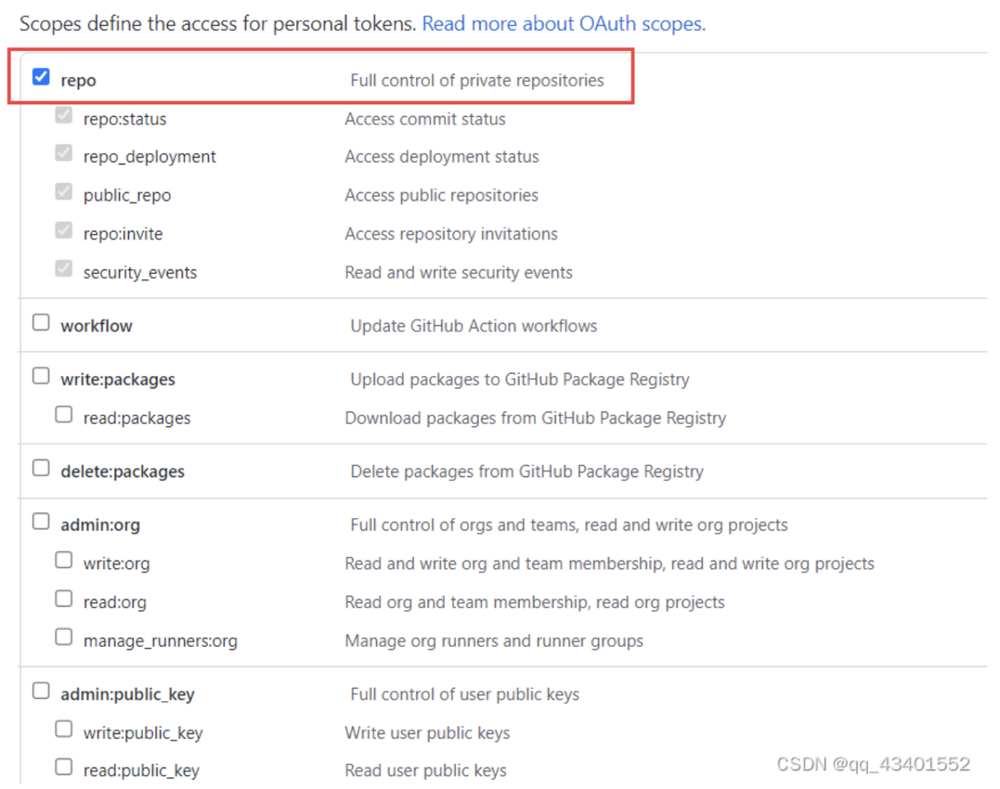 Scopes define the access for personal tokens. Read more about OAuth scopes.
repo Full control of private repositories
repo:status Access commit status
repo_deployment Access deployment status
public_repo Access public repositories
repo:invite Access repository invitations
security_events Read and write security events
workflow Update GitHub Action workflows
write:packages Upload packages to GitHub Package Registry
read:packages Download packages from GitHub Package Registry
delete:packages Delete packages from GitHub Package Registry
admin:org Full control of orgs and teams, read and write org projects
write:org Read and write org and team membership, read and write org projects
read:org Read org and team membership, read org projects
manage_runners:org Manage org runners and runner groups
admin:public_key Full control of user public keys
write:public_key Write user public keys
read:public_key Read user public keys
CSDN @qq_43401552